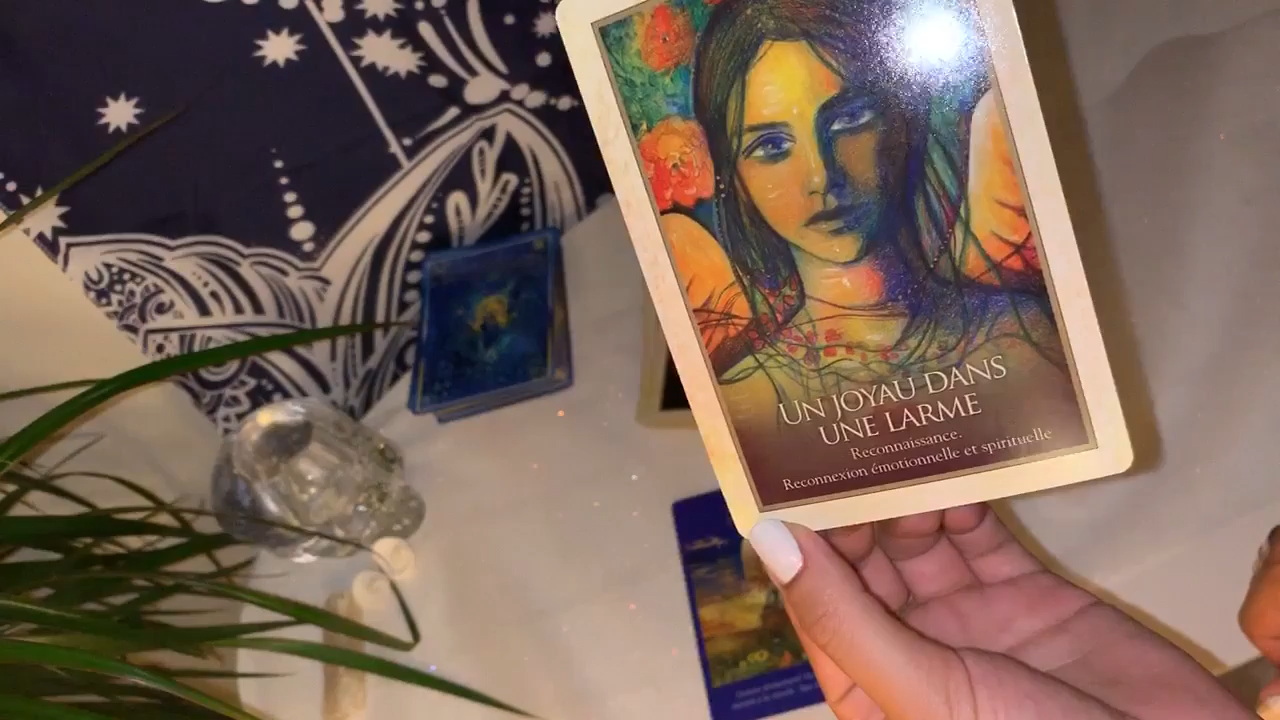 UN JOYAU DANS
UNE LARME
Reconnaissance.
Reconnexion émotionnelle et spirituelle